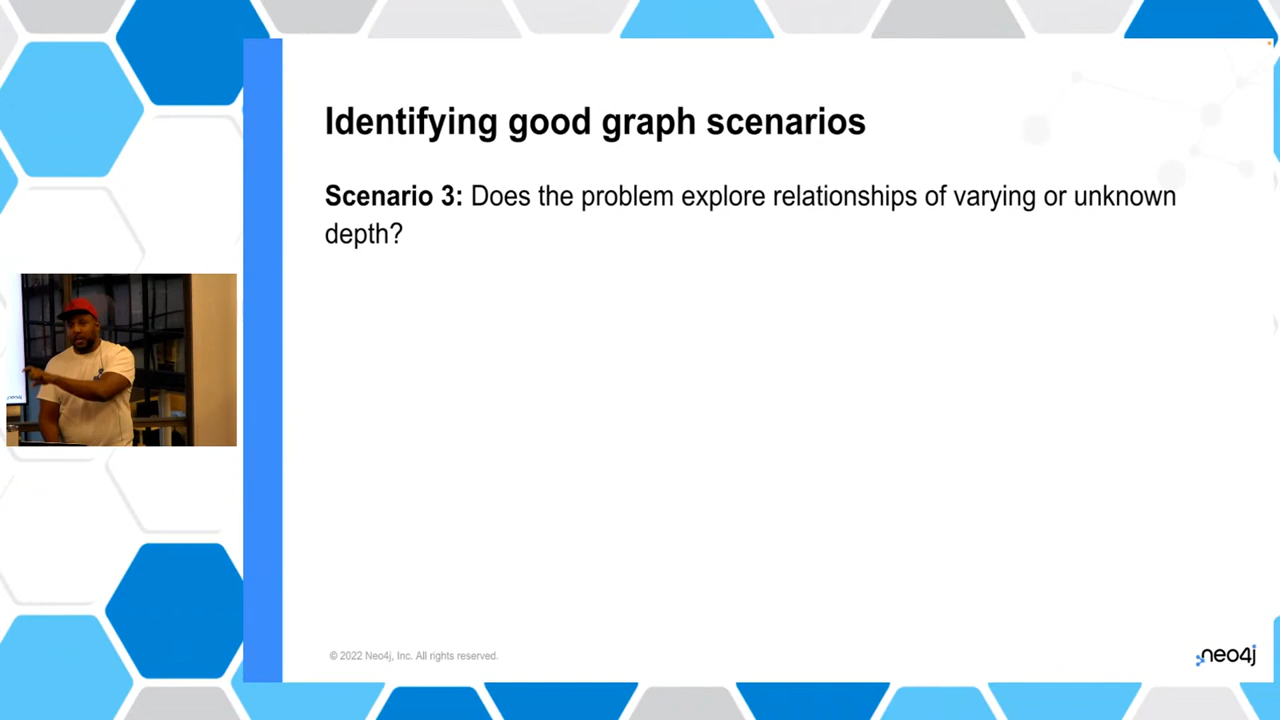 Identifying good graph scenarios
Scenario 3: Does the problem explore relationships of varying or unknown
depth?
© 2022 Neo4j, Inc. All rights reserved.
neo4j
neo4j